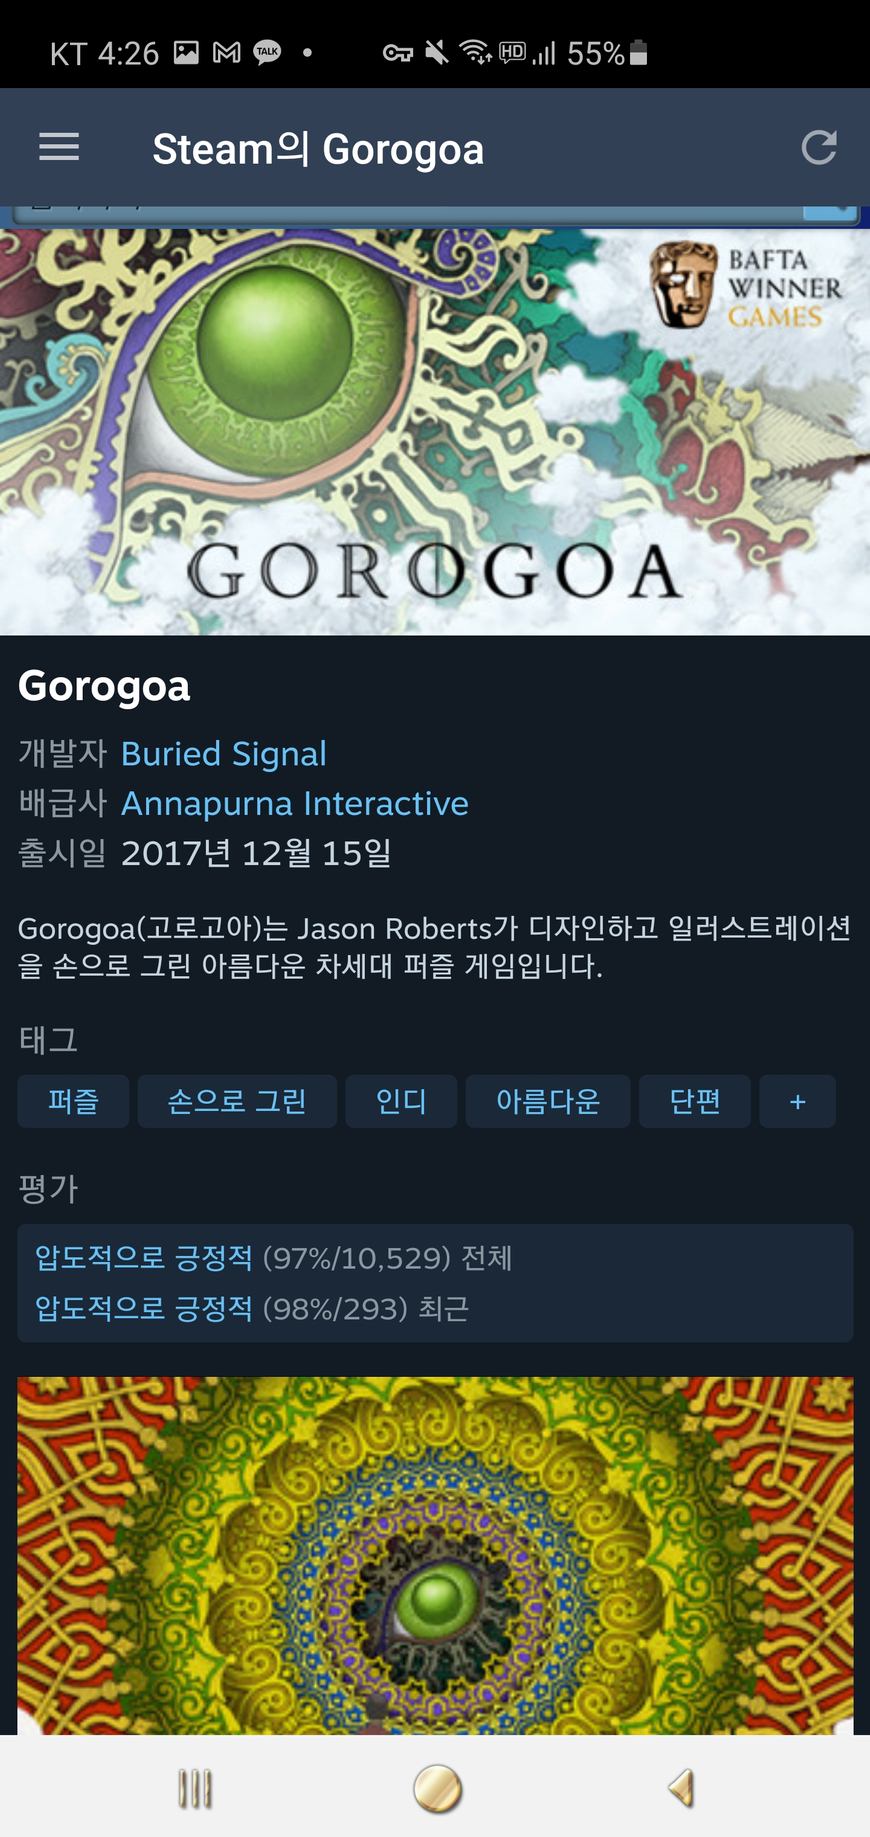 KT 4:26 TALK HD 55%
Steam의 Gorogoa
BAFTA
WINNER
GAMES
GOROGOA
Gorogoa
개발자 Buried Signal
배급사 Annapurna Interactive
출시일 2017년 12월 15일
Gorogoa(고로고아)는 Jason Roberts가 디자인하고 일러스트레이션
을 손으로 그린 아름다운 차세대 퍼즐 게임입니다.
태그
퍼즐 손으로 그린 인디 아름다운 단편 +
평가
압도적으로 긍정적 (97%/10,529) 전체
압도적으로 긍정적 (98%/293) 최근